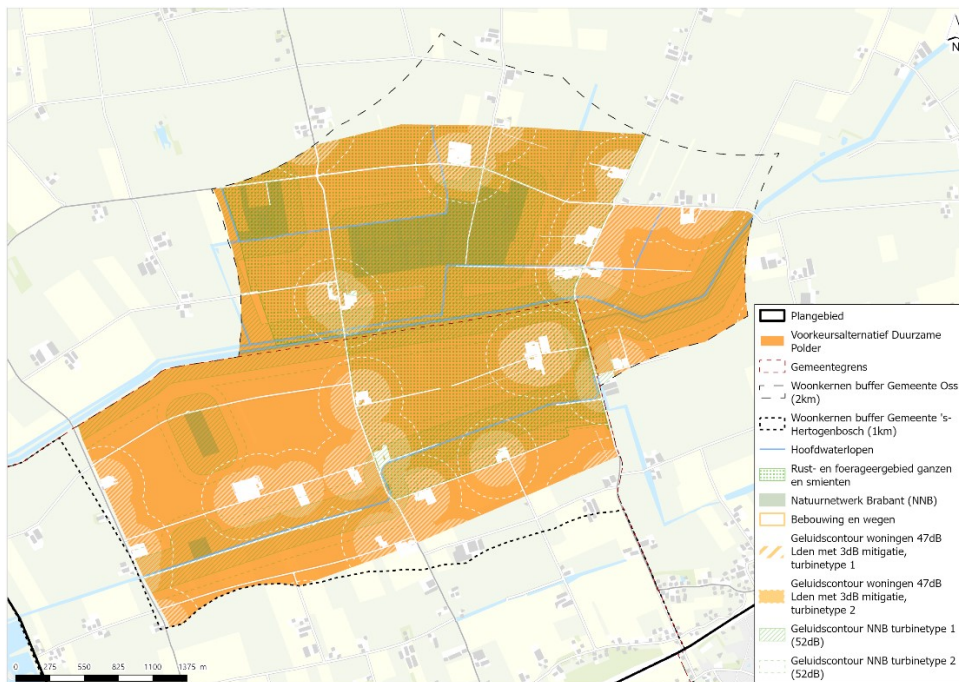 N
Plangebied
Voorkeursalternatief Duurzame
Polder
Gemeentegrens
Woonkernen buffer Gemeente Oss
(2km)
Woonkernen buffer Gemeente 's-
Hertogenbosch (1km)
Hoofdwaterlopen
Rust- en foerageergebied ganzen
en smienten
Natuurnetwerk Brabant (NNB)
Bebouwing en wegen
Geluidscontour woningen 47dB
Lden met 3dB mitigatie,
turbinetype 1
Geluidscontour woningen 47dB
Lden met 3dB mitigatie,
turbinetype 2
Geluidscontour NNB turbinetype 1
(52dB)
Geluidscontour NNB turbinetype 2
(52dB)
0 275 550 825 1100 1375 m